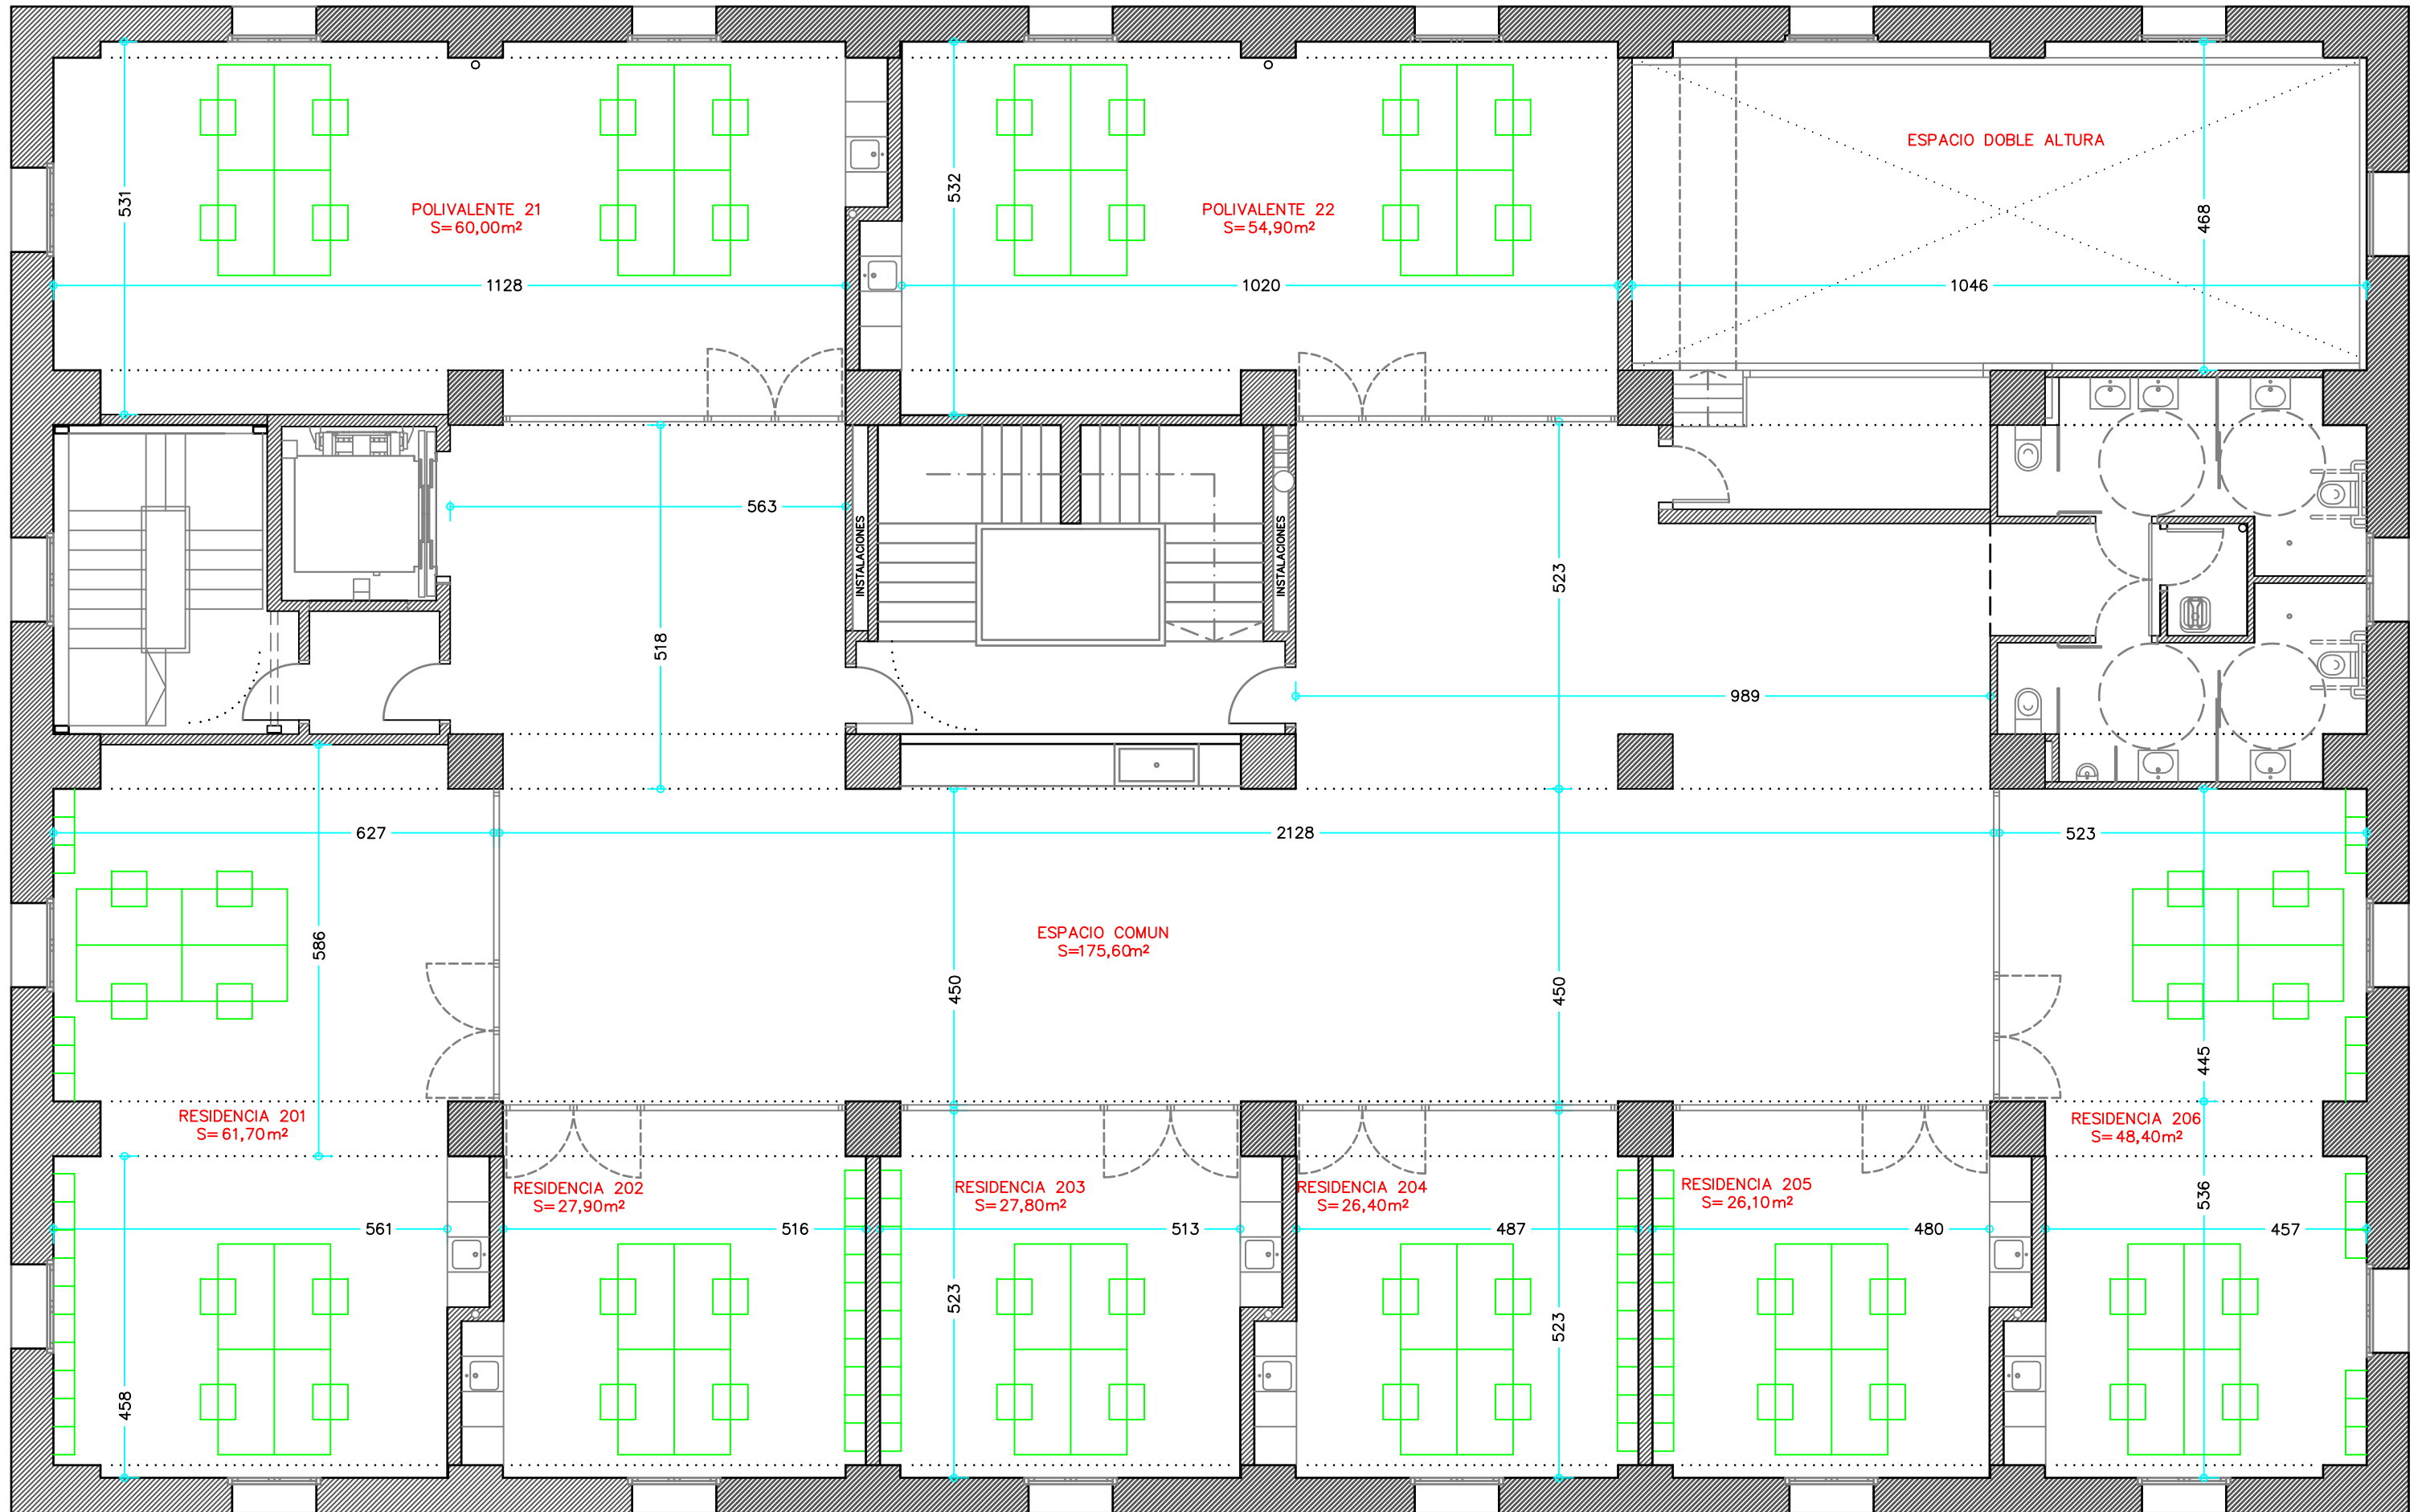 531
532
ESPACIO DOBLE ALTURA
468
POLIVALENTE 21
S=60,00m²
POLIVALENTE 22
S=54,90m²
1128
1020
1046
563
INSTALACIONES
INSTALACIONES
523
518
989
627
2128
523
586
ESPACIO COMUN
S=175,60m²
450
450
445
RESIDENCIA 201
S=61,70m²
RESIDENCIA 206
S=48,40m²
RESIDENCIA 202
S=27,90m²
RESIDENCIA 203
S=27,80m²
RESIDENCIA 204
S=26,40m²
RESIDENCIA 205
S=26,10m²
536
561
516
513
487
480
457
458
523
523